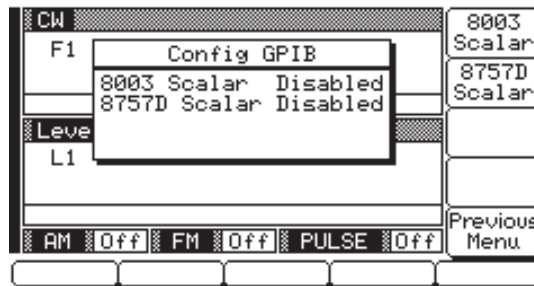 CW
F1
Config GPIB
8003 Scalar Disabled
8757D Scalar Disabled
Leve
L1
AM Off FM Off PULSE Off
8003
Scalar
8757D
Scalar
Previous
Menu